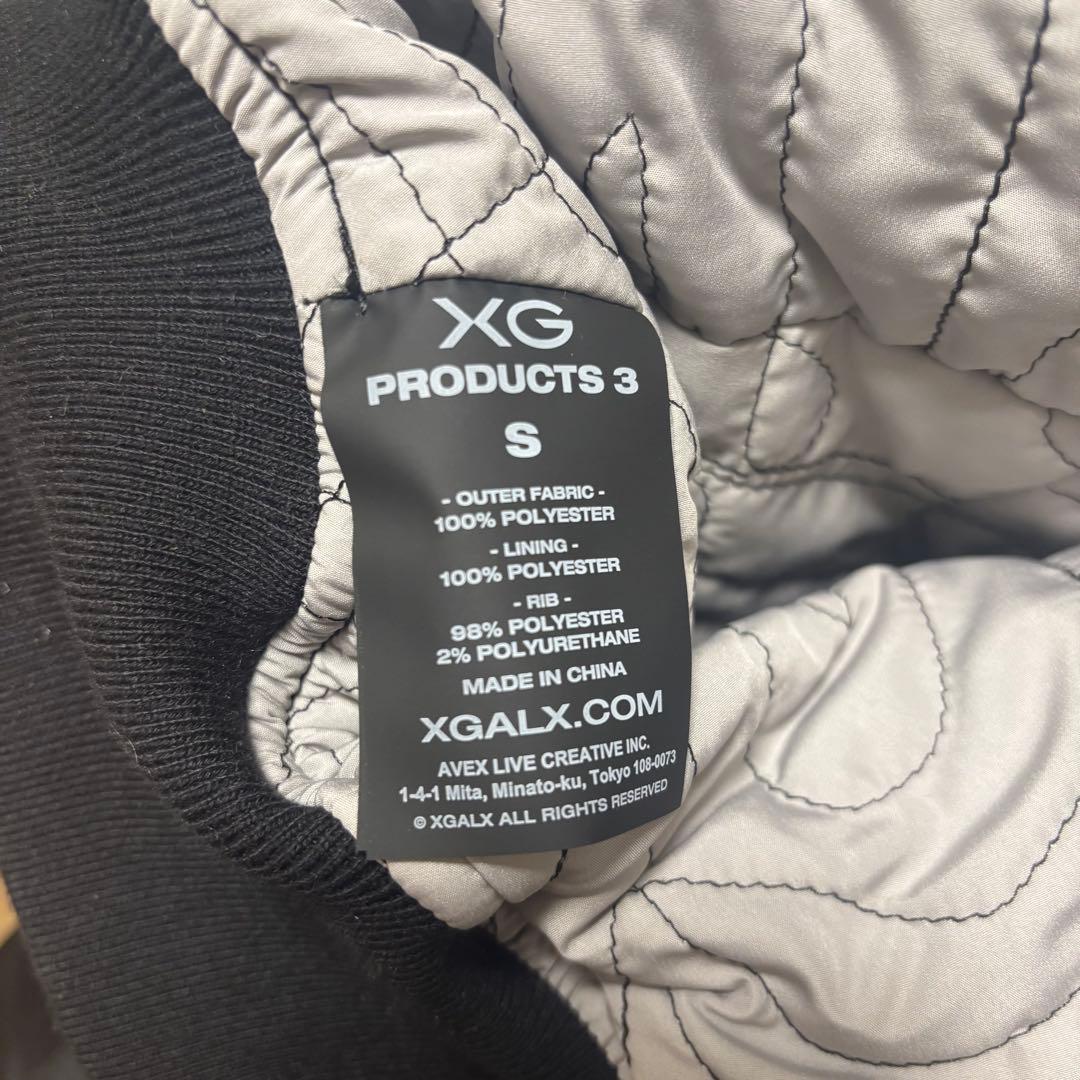 XG
PRODUCTS 3
S
- OUTER FABRIC -
100% POLYESTER
- LINING -
100% POLYESTER
- RIB -
98% POLYESTER
2% POLYURETHANE
MADE IN CHINA
XGALX.COM
AVEX LIVE CREATIVE INC.
1-4-1 Mita, Minato-ku, Tokyo 108-0073
© XGALX ALL RIGHTS RESERVED